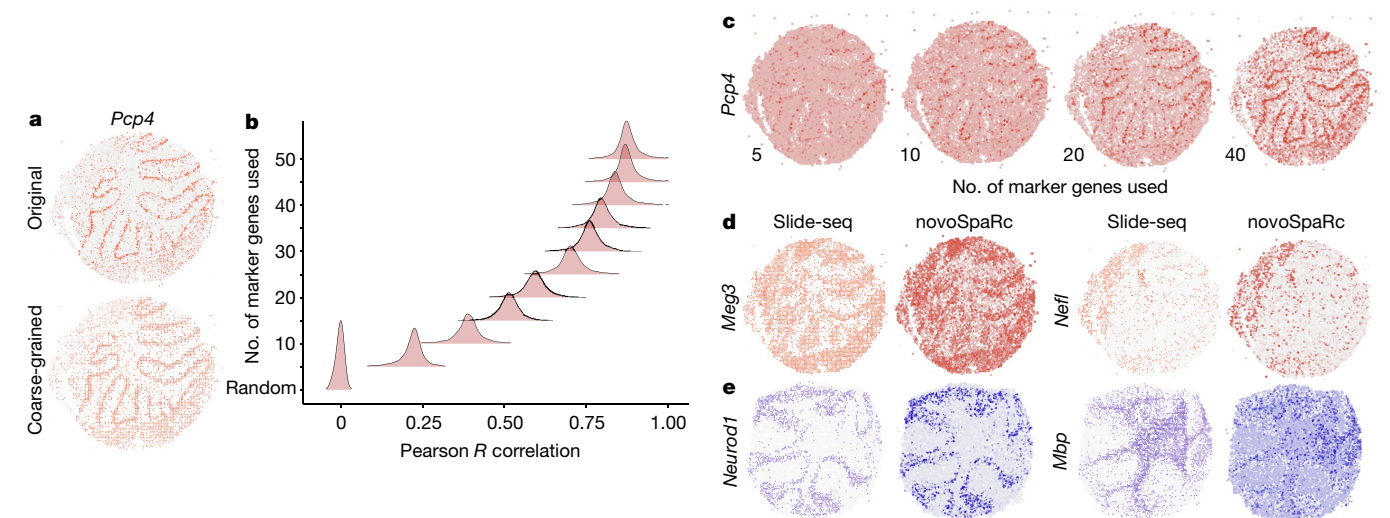 a
Pcp4
Original
Coarse-grained
b
No. of marker genes used
50
40
30
20
10
Random
0
0.25
0.50
0.75
1.00
Pearson R correlation
c
Pcp4
5
10
20
40
No. of marker genes used
d
Slide-seq
novoSpaRc
Slide-seq
novoSpaRc
Meg3
Nefl
e
Neurod1
Mbp